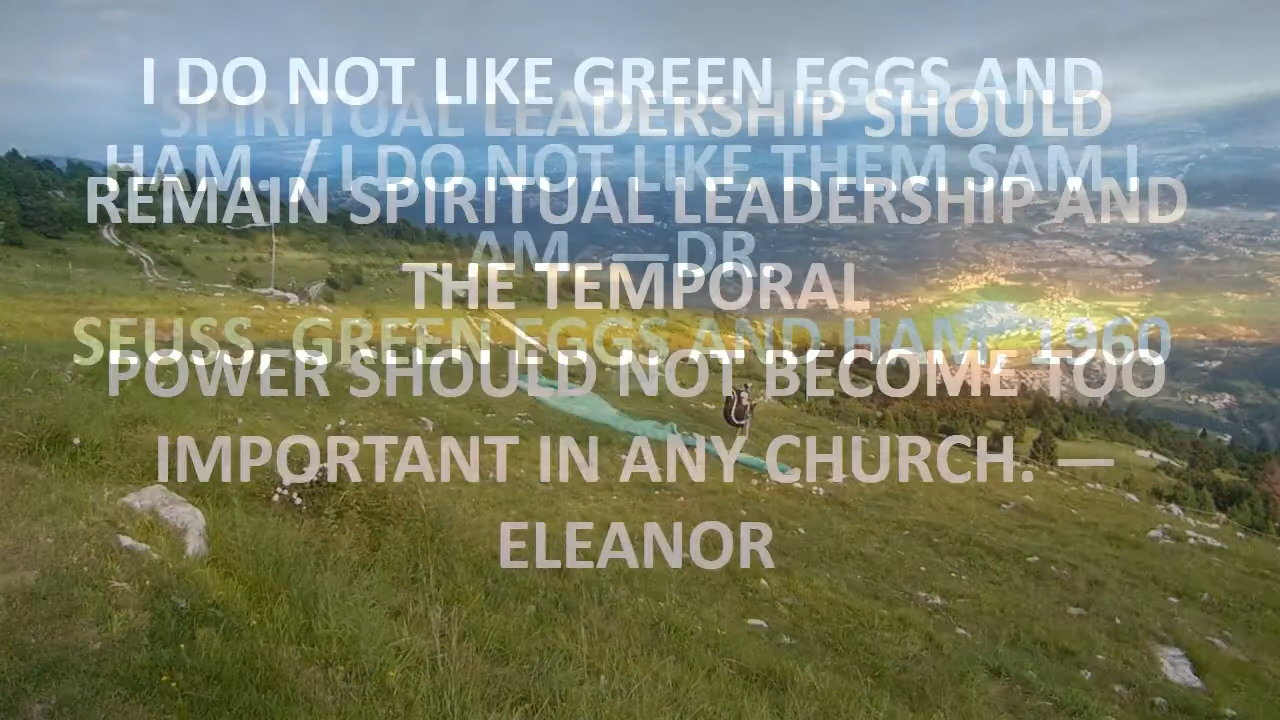 I DO NOT LIKE GREEN EGGS AND
HAM. / I DO NOT LIKE THEM SAM I
AM. —DR.
SEUSS, GREEN EGGS AND HAM, 1960
SPIRITUAL LEADERSHIP SHOULD
REMAIN SPIRITUAL LEADERSHIP AND
THE TEMPORAL
POWER SHOULD NOT BECOME TOO
IMPORTANT IN ANY CHURCH. —
ELEANOR